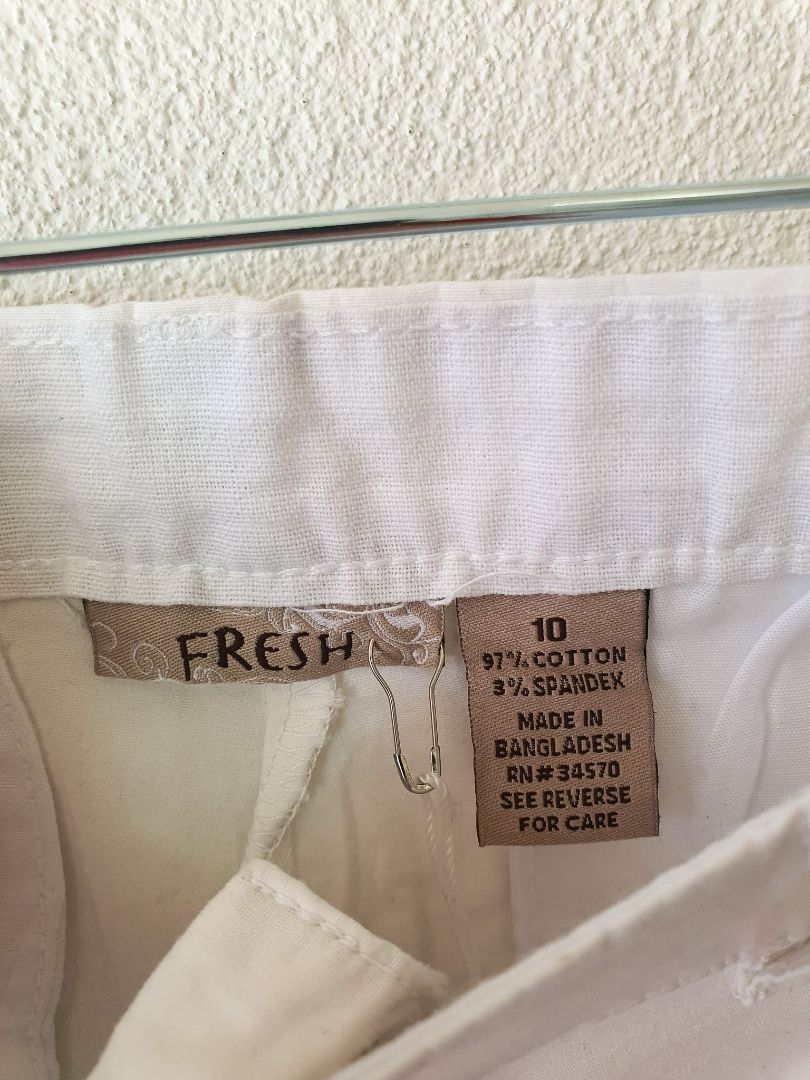 FRESH
10
97% COTTON
3% SPANDEX
MADE IN
BANGLADESH
RN#34570
SEE REVERSE
FOR CARE